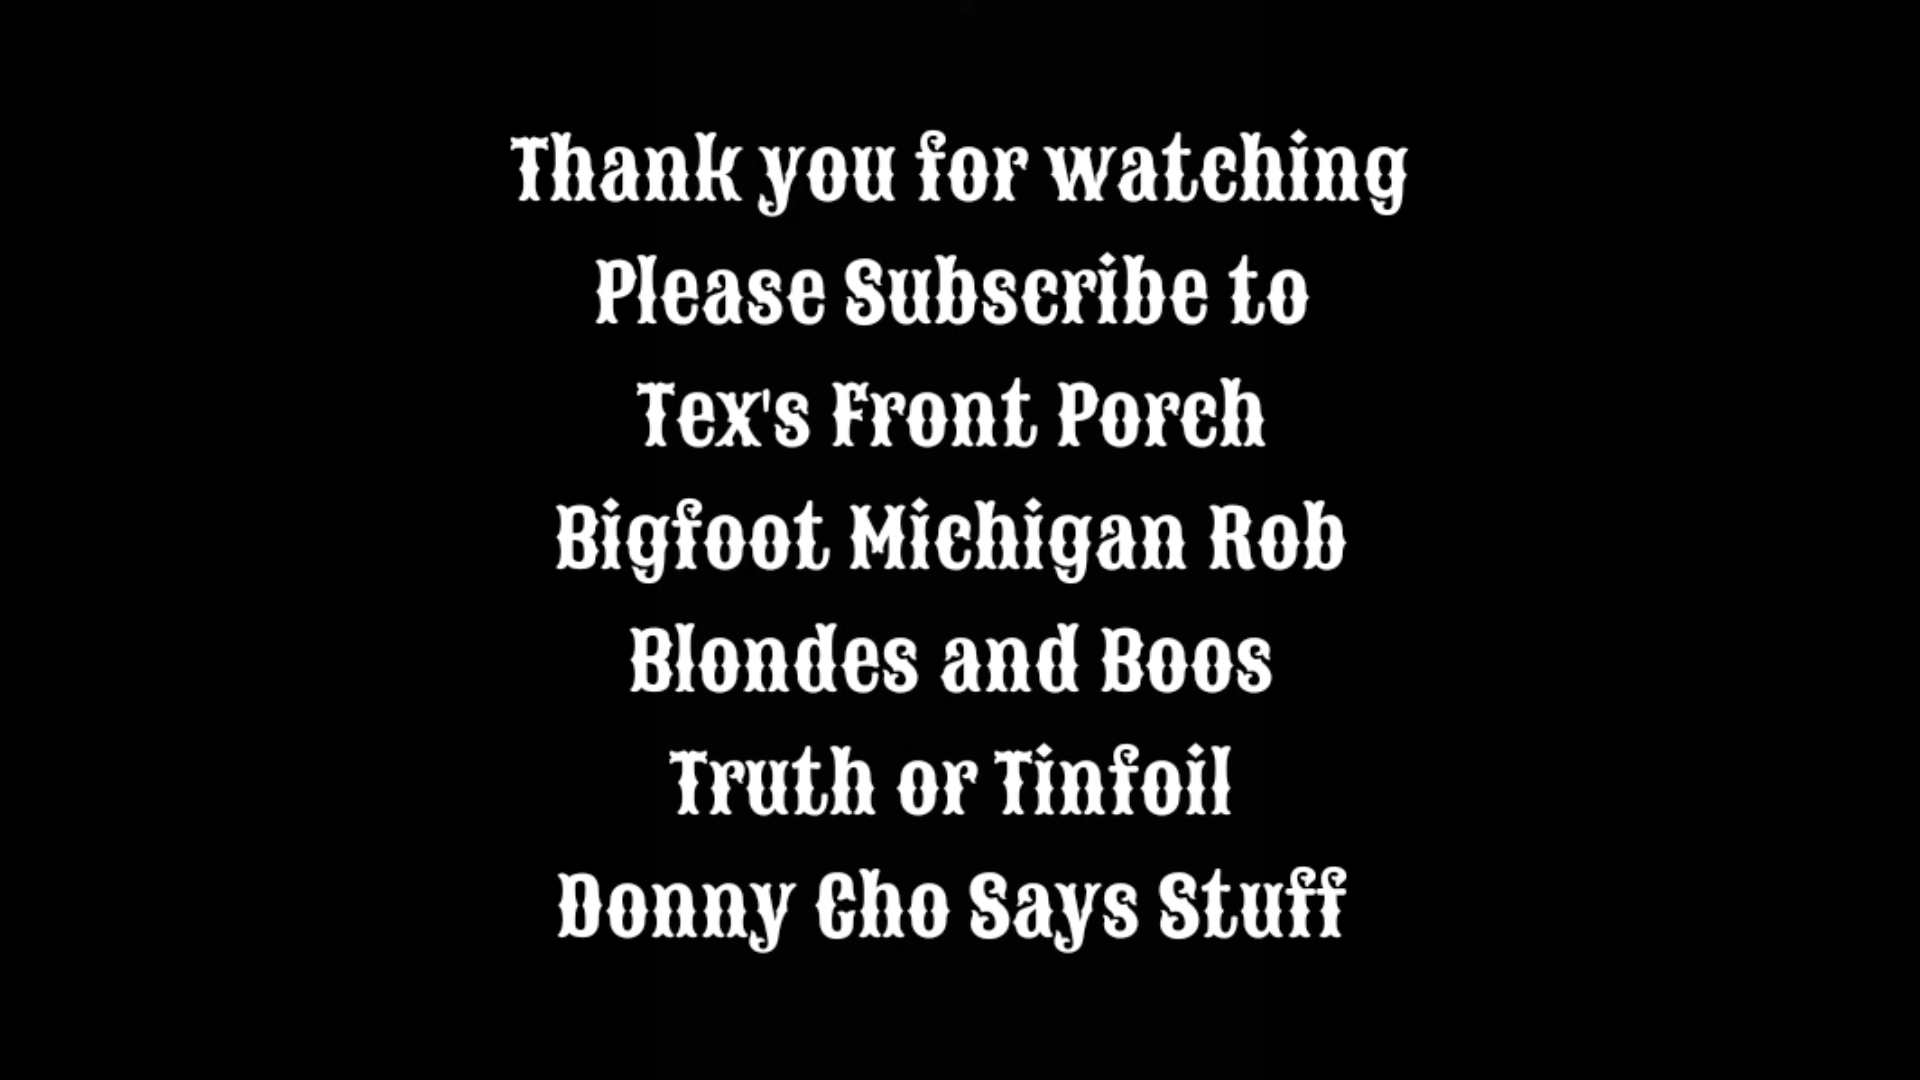 Thank you for watching
Please Subscribe to
Tex's Front Porch
Bigfoot Michigan Rob
Blondes and Boos
Truth or Tinfoil
Donny Cho Says Stuff